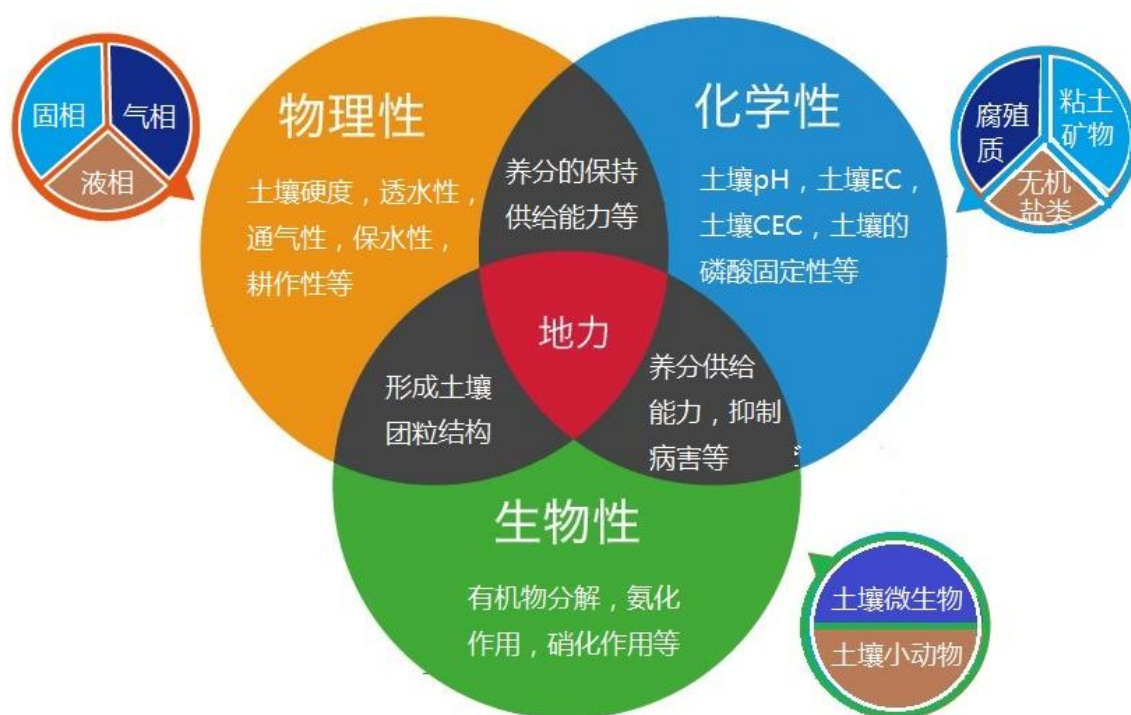 固相
气相
液相
物理性
土壤硬度，透水性，
通气性，保水性，
耕作性等
养分的保持
供给能力等
化学性
土壤pH，土壤EC，
土壤CEC，土壤的
磷酸固定性等
腐殖
质
粘土
矿物
无机
盐类
地力
形成土壤
团粒结构
养分供给
能力，抑制
病害等
生物性
有机物分解，氨化
作用，硝化作用等
土壤微生物
土壤小动物